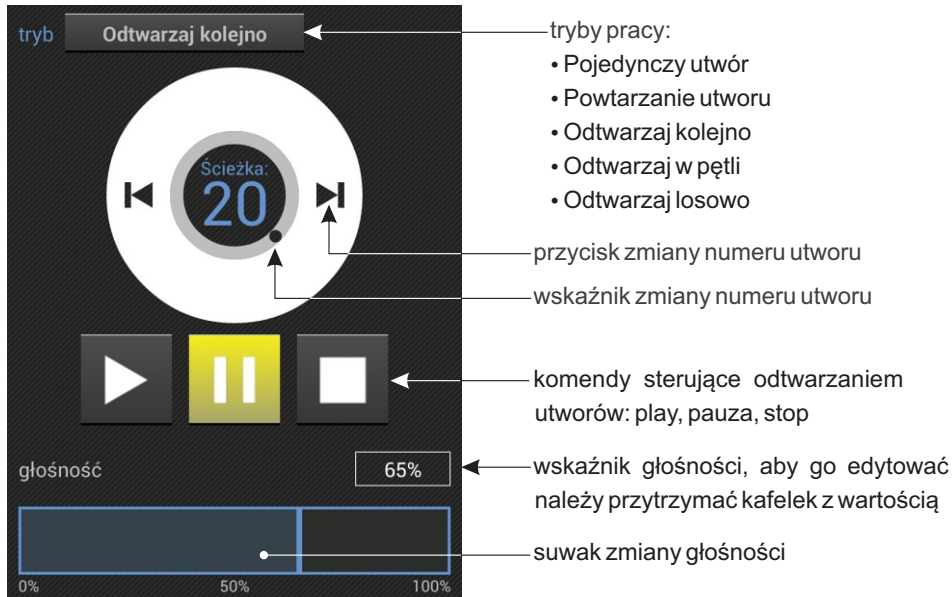 tryb
Odtwarzaj kolejno
Ścieżka:
20
głośność
65%
0%
50%
100%
tryby pracy:
• Pojedynczy utwór
• Powtarzanie utworu
• Odtwarzaj kolejno
• Odtwarzaj w pętli
• Odtwarzaj losowo
przycisk zmiany numeru utworu
wskaźnik zmiany numeru utworu
komendy sterujące odtwarzaniem
utworów: play, pauza, stop
wskaźnik głośności, aby go edytować
należy przytrzymać kafelek z wartością
suwak zmiany głośności